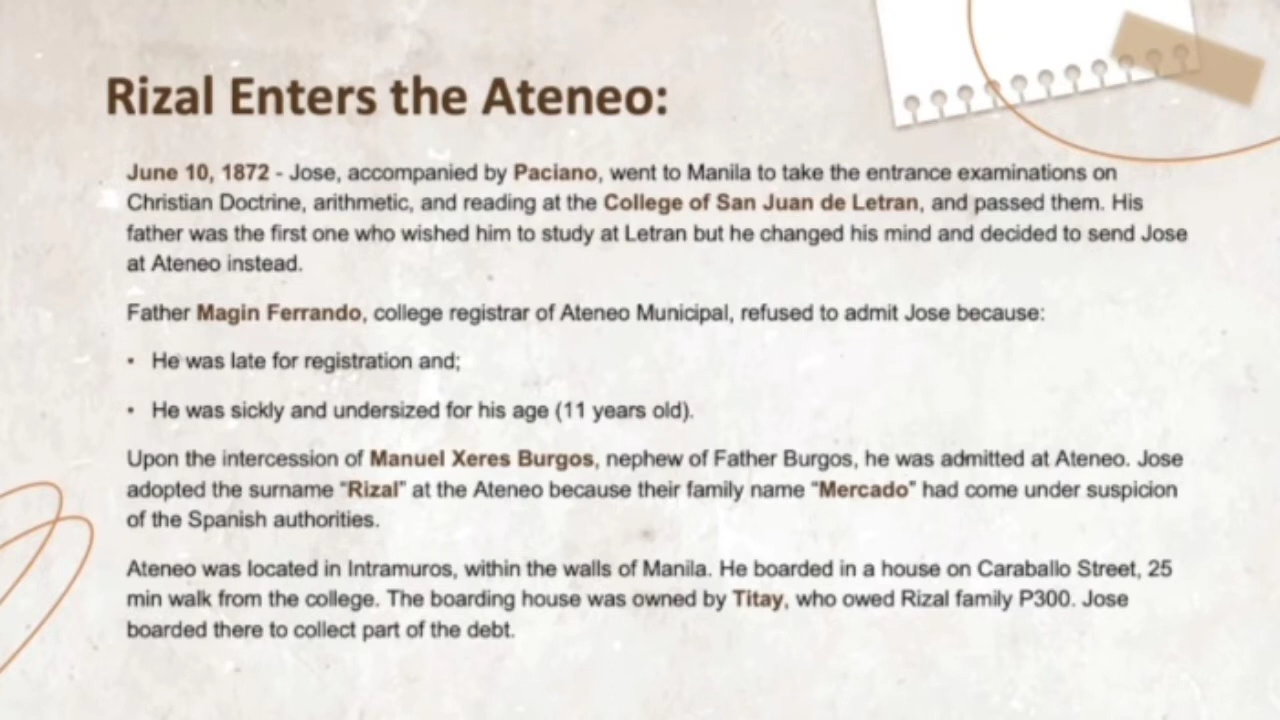 Rizal Enters the Ateneo:
June 10, 1872 - Jose, accompanied by Paciano, went to Manila to take the entrance examinations on
Christian Doctrine, arithmetic, and reading at the College of San Juan de Letran, and passed them. His
father was the first one who wished him to study at Letran but he changed his mind and decided to send Jose
at Ateneo instead.
Father Magin Ferrando, college registrar of Ateneo Municipal, refused to admit Jose because:
• He was late for registration and;
• He was sickly and undersized for his age (11 years old).
Upon the intercession of Manuel Xeres Burgos, nephew of Father Burgos, he was admitted at Ateneo. Jose
adopted the surname “Rizal” at the Ateneo because their family name “Mercado” had come under suspicion
of the Spanish authorities.
Ateneo was located in Intramuros, within the walls of Manila. He boarded in a house on Caraballo Street, 25
min walk from the college. The boarding house was owned by Titay, who owed Rizal family P300. Jose
boarded there to collect part of the debt.